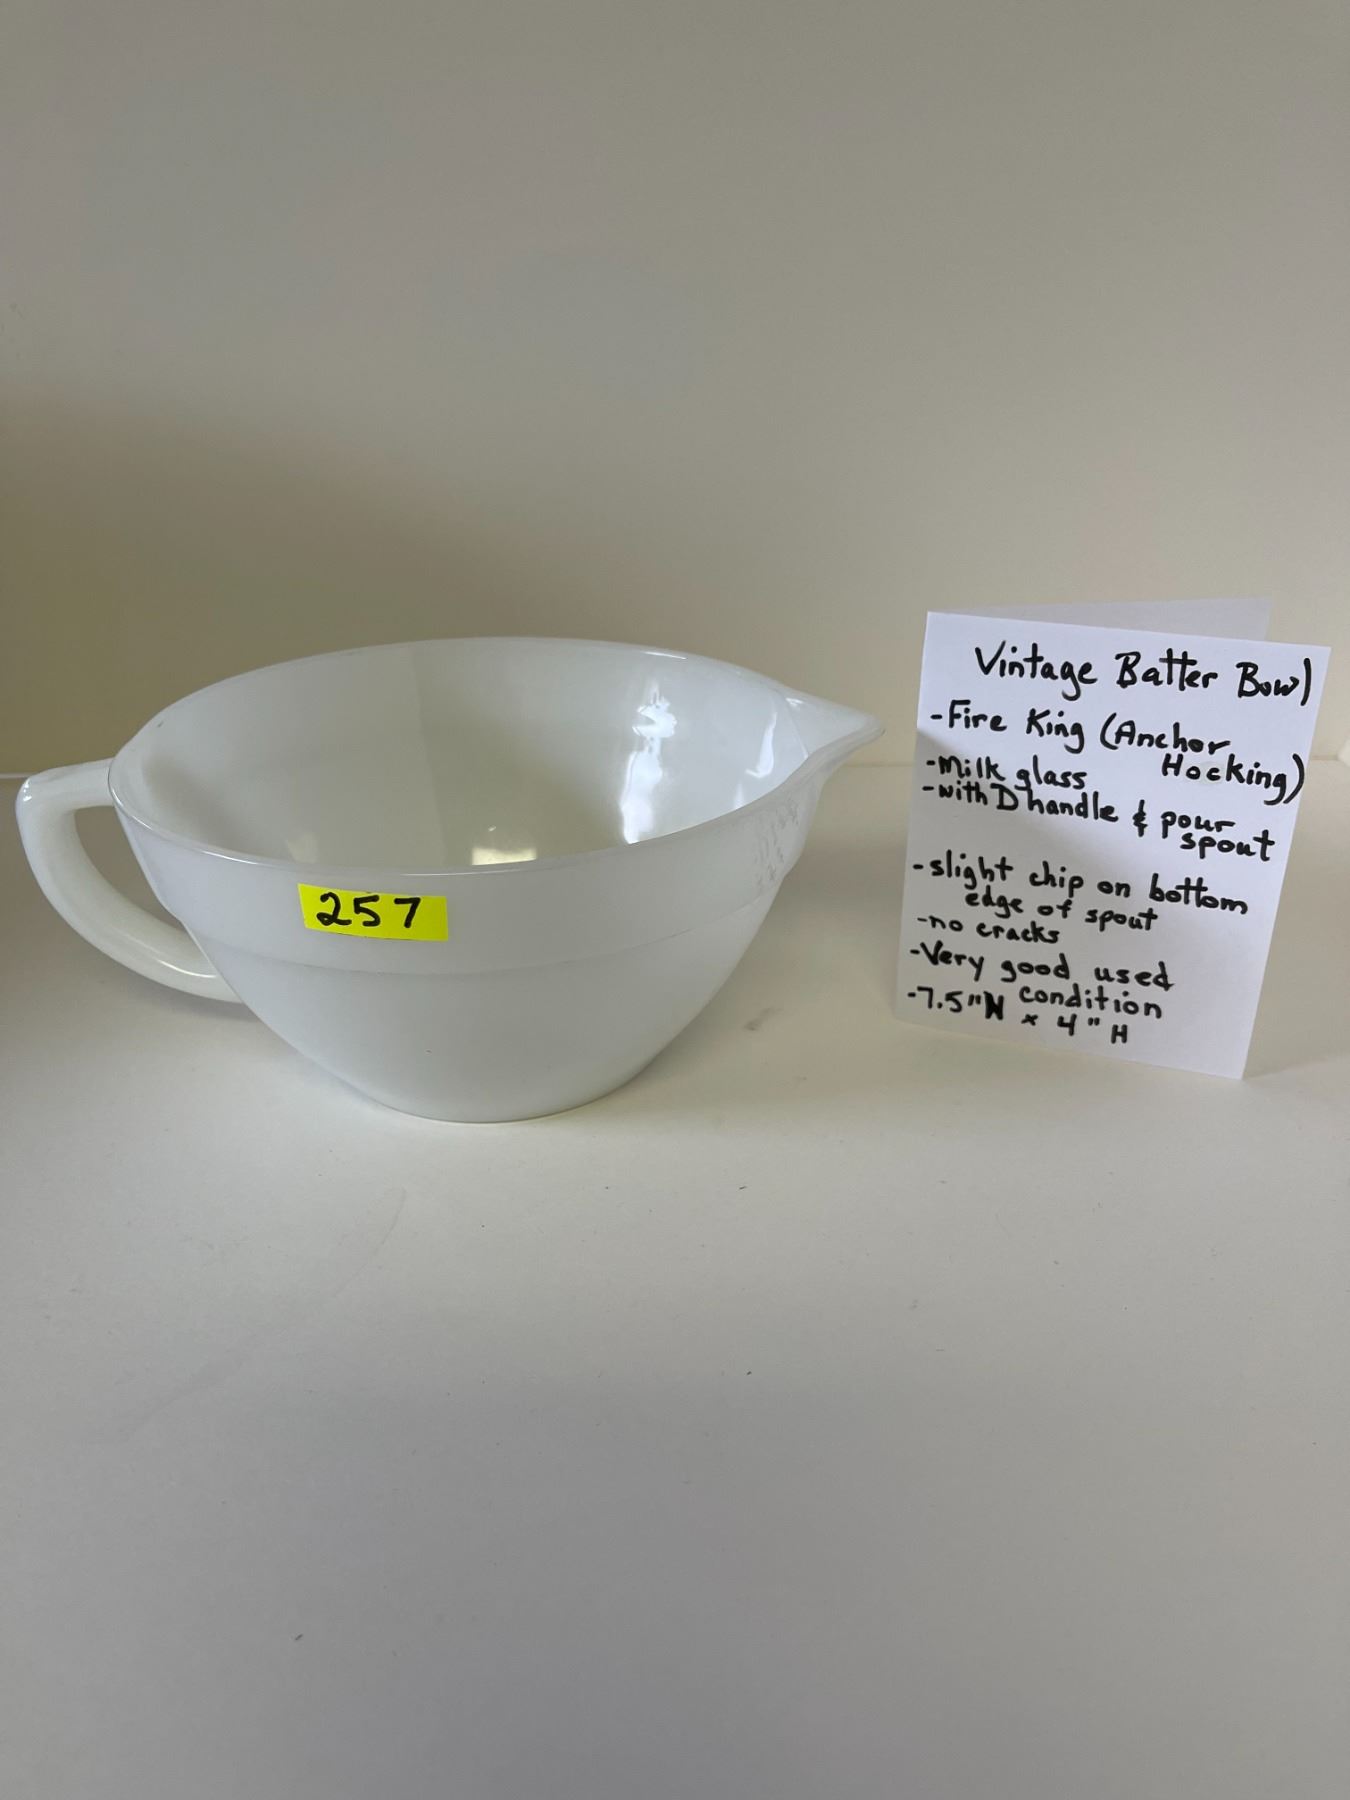 257
Vintage Batter Bowl
-Fire King (Anchor
Hocking)
-Milk glass
-with D handle & pour
spout
-slight chip on bottom
edge of spout
-no cracks
-Very good used
condition
-7.5"W x 4"H